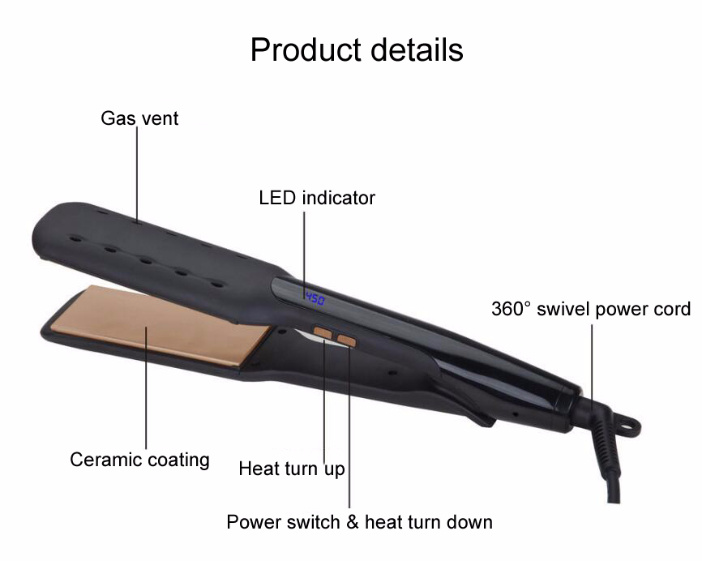 Product details
Gas vent
LED indicator
450
360° swivel power cord
Ceramic coating
Heat turn up
Power switch & heat turn down